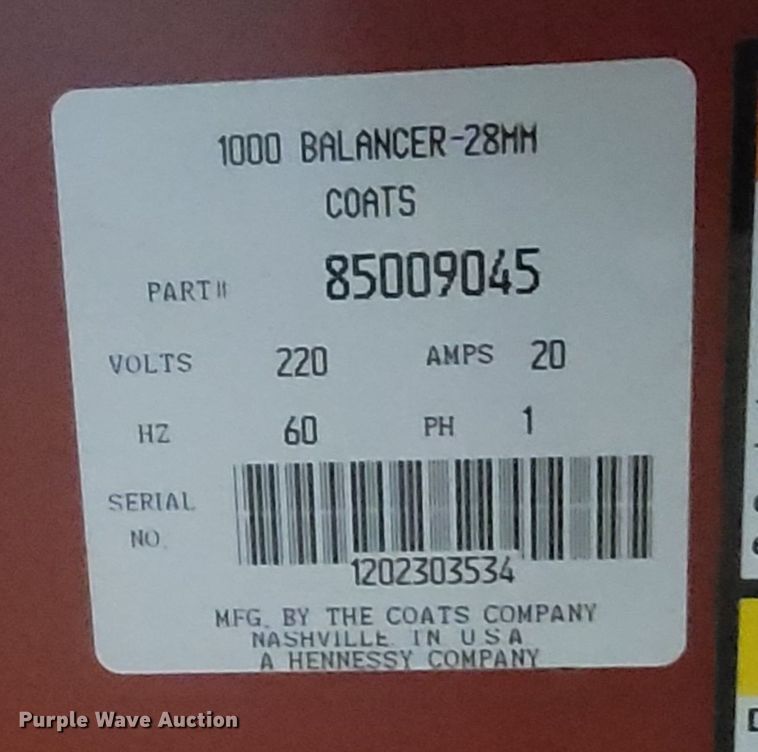 1000 BALANCER-28MM
COATS
PART# 85009045
VOLTS 220 AMPS 20
HZ 60 PH 1
SERIAL
NO.
1202303534
MFG. BY THE COATS COMPANY
NASHVILLE IN USA
A HENNESSY COMPANY
Purple Wave Auction